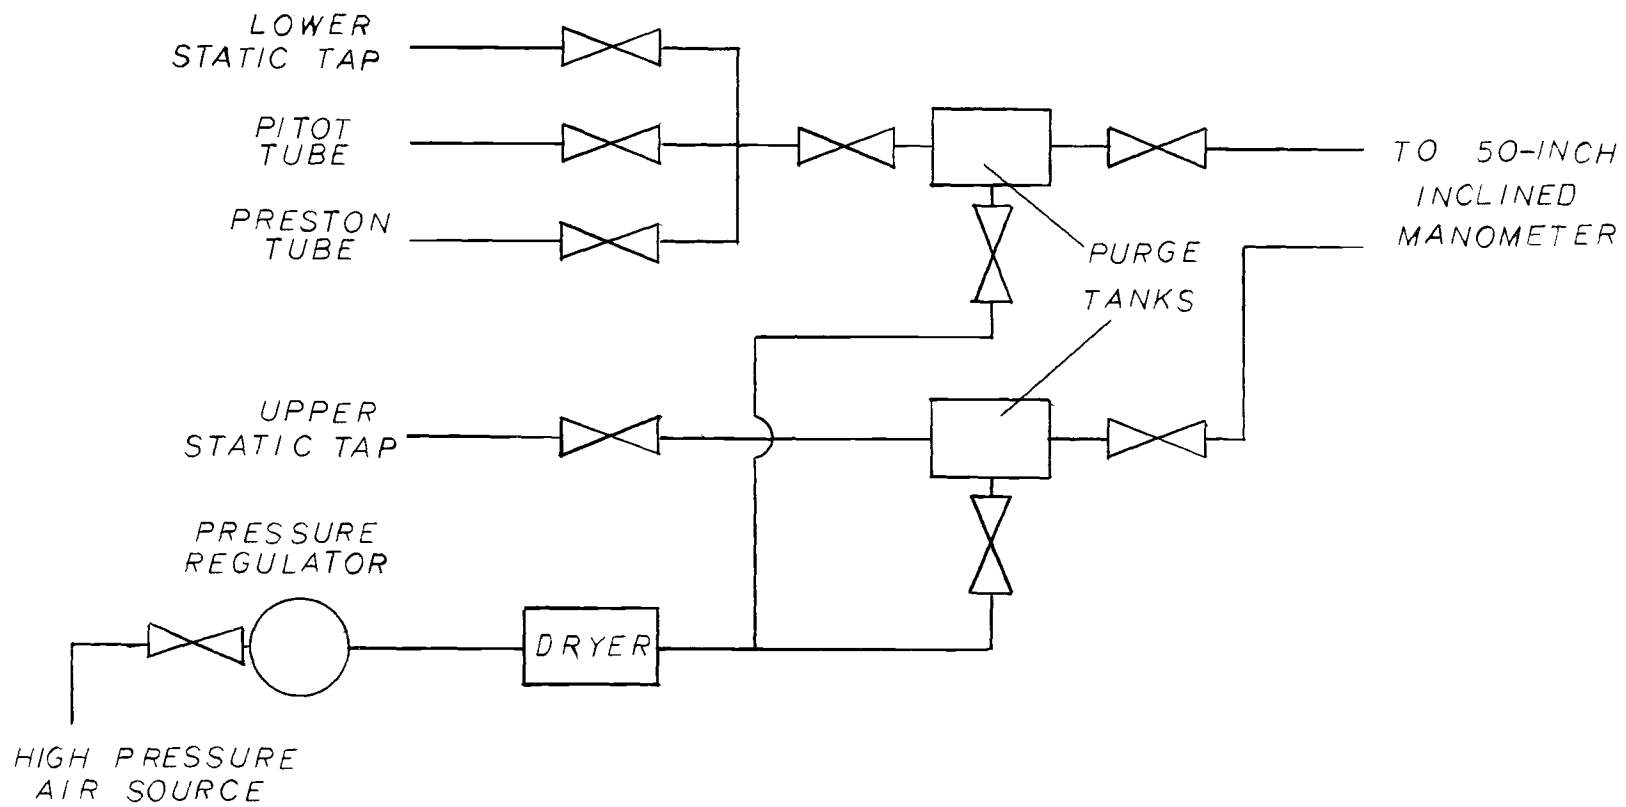 LOWER
STATIC TAP
PITOT
TUBE
PRESTON
TUBE
TO 50-INCH
INCLINED
MANOMETER
PURGE
TANKS
UPPER
STATIC TAP
PRESSURE
REGULATOR
DRYER
HIGH PRESSURE
AIR SOURCE